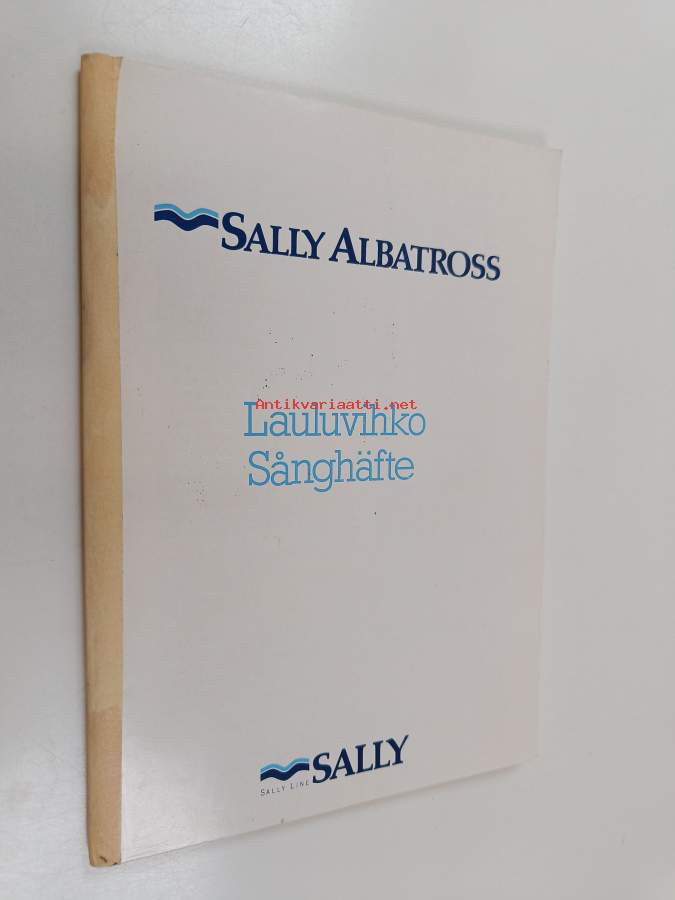 SALLY ALBATROSS
Antikvariaatti.net
Lauluvihko
Sånghäfte
SALLY LINE SALLY